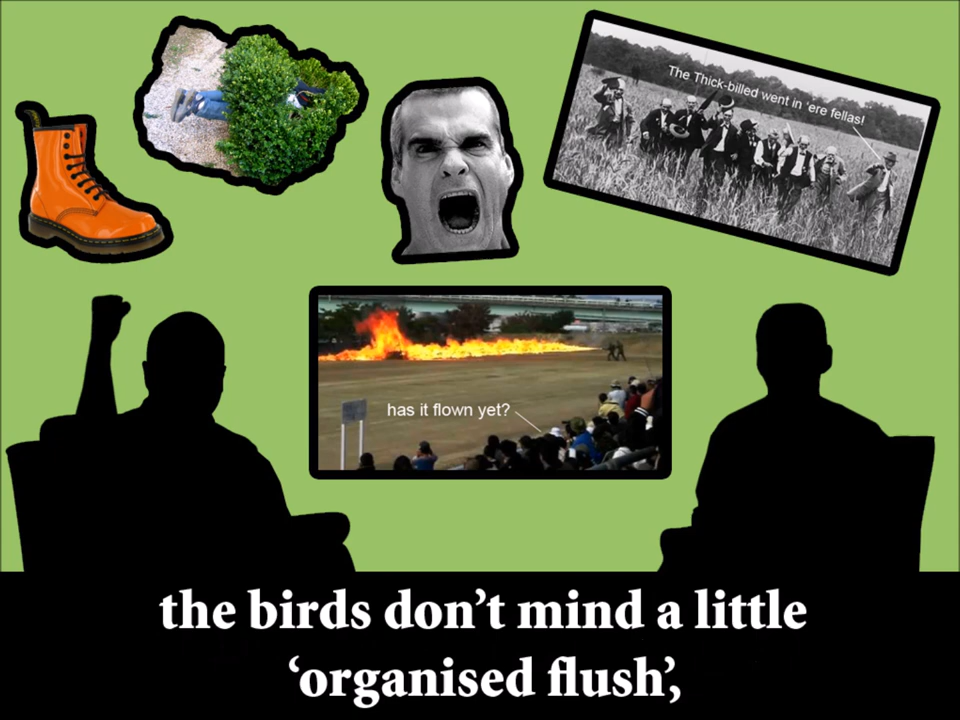 The Thick-billed went in 'ere fellas!
has it flown yet?
the birds don’t mind a little
‘organised flush’,